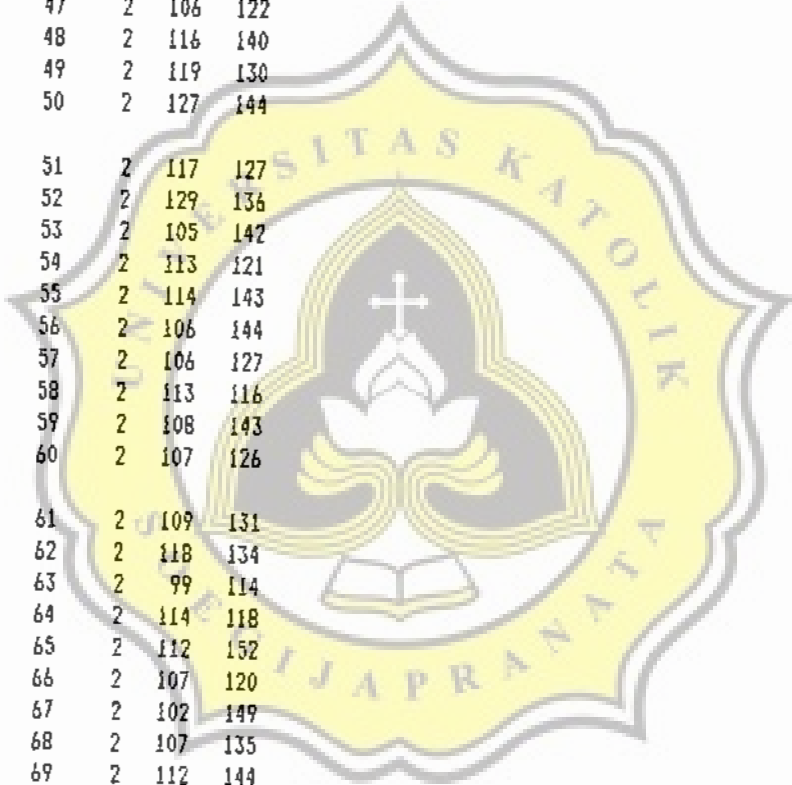 47 2 106 122
48 2 116 140
49 2 119 130
50 2 127 144
51 2 117 127
52 2 129 136
53 2 105 142
54 2 113 121
55 2 114 143
56 2 106 144
57 2 106 127
58 2 113 116
59 2 108 143
60 2 107 126
61 2 109 131
62 2 118 134
63 2 99 114
64 2 114 118
65 2 112 152
66 2 107 120
67 2 102 149
68 2 107 135
69 2 112 144
UNIVERSITAS KATOLIK
SOEGIJAPRANATA